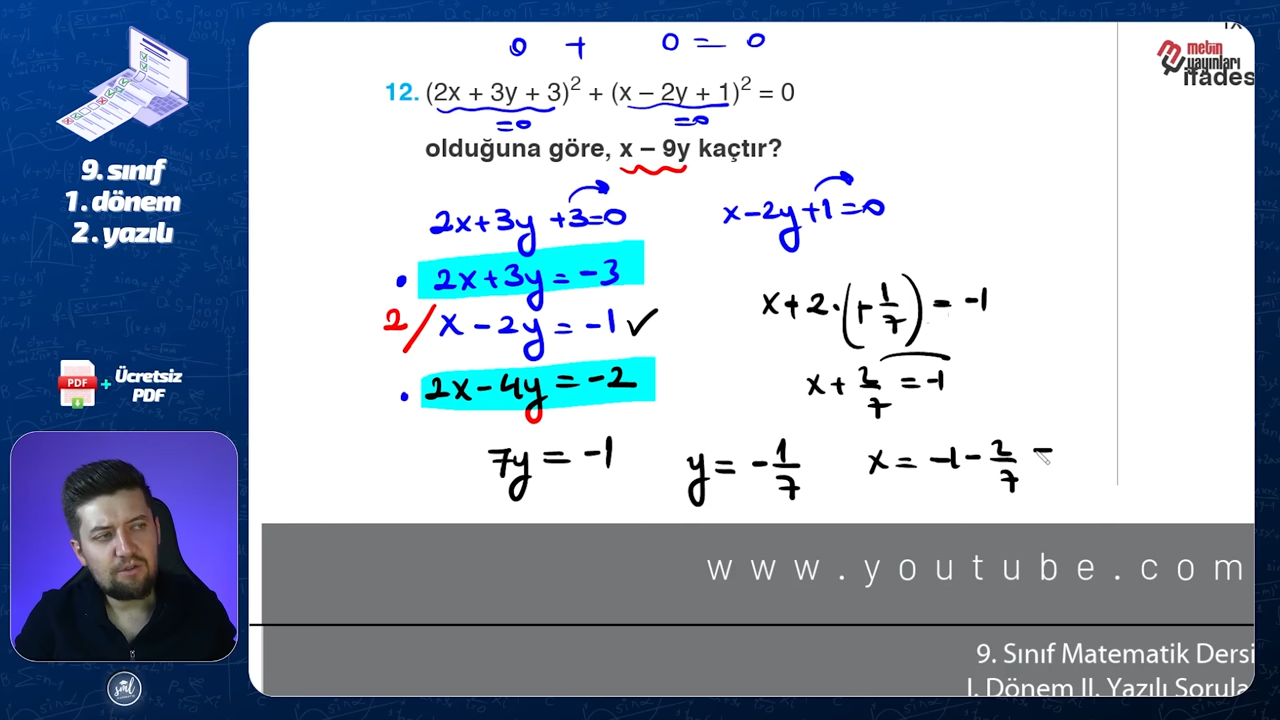 9. sınıf
1. dönem
2. yazılı
PDF + Ücretsiz PDF
sml
metin yayınları
ifades
0 + 0 = 0
12. (2x + 3y + 3)² + (x – 2y + 1)² = 0
=0 =0
olduğuna göre, x – 9y kaçtır?
2x+3y+3=0
x-2y+1=0
2x+3y=-3
2/ x-2y=-1 ✓
2x-4y=-2
7y=-1
y=-1/7
x+2·(+1/7)=-1
x+2/7=-1
x=-1-2/7 =
www.youtube.com
9. Sınıf Matematik Dersi
I. Dönem II. Yazılı Sorula